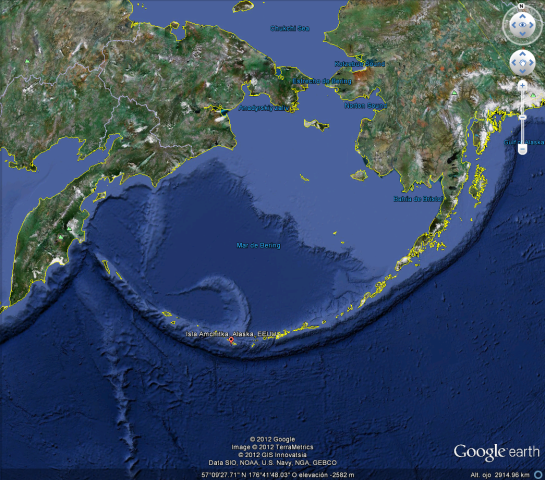 Chukchi Sea
N
Kotzebue Sound
Estrecho de Bering
Anadyrskiy Zaliv
Norton Sound
Bahía de Bristol
Mar de Bering
Isla Amchitka, Alaska, EEUU
© 2012 Google
Image © 2012 TerraMetrics
© 2012 GIS Innovatsia
Data SIO, NOAA, U.S. Navy, NGA, GEBCO
Google earth
57°09'27.71" N 176°41'48.03" O elevación -2582 m
Alt. ojo 2914.96 km